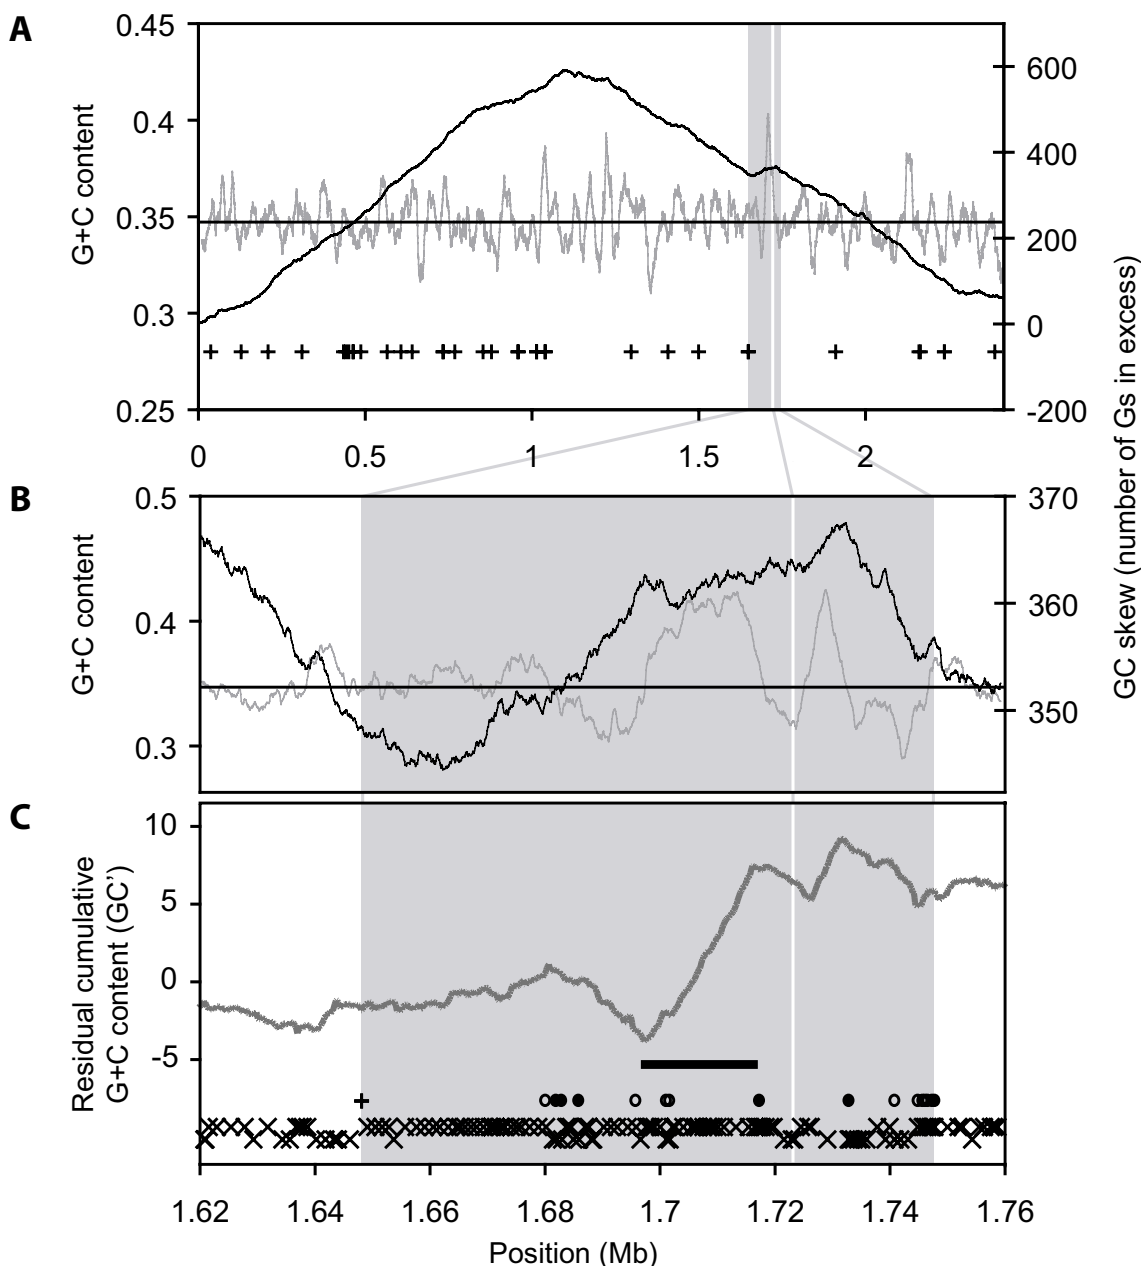 A
0.45
0.4
0.35
0.3
0.25
G+C content
600
400
200
0
-200
0 0.5 1 1.5 2
GC skew (number of Gs in excess)
B
0.5
0.4
0.3
G+C content
370
360
350
C
10
5
0
-5
Residual cumulative
G+C content (GC')
1.62 1.64 1.66 1.68 1.7 1.72 1.74 1.76
Position (Mb)